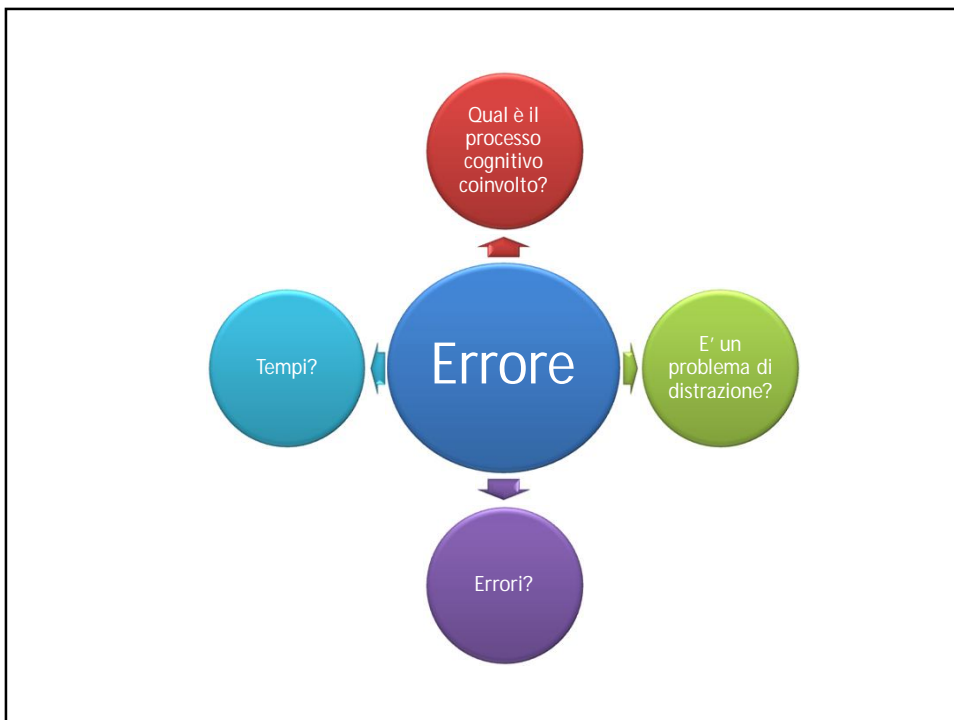 Qual è il
processo
cognitivo
coinvolto?
Tempi?
Errore
E' un
problema di
distrazione?
Errori?